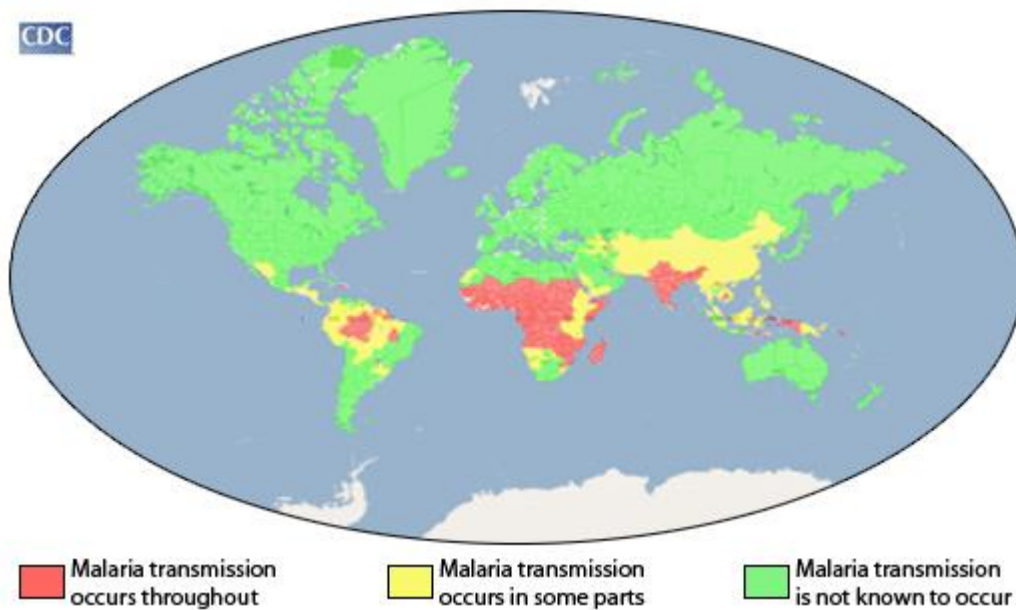 CDC
Malaria transmission
occurs throughout
Malaria transmission
occurs in some parts
Malaria transmission
is not known to occur